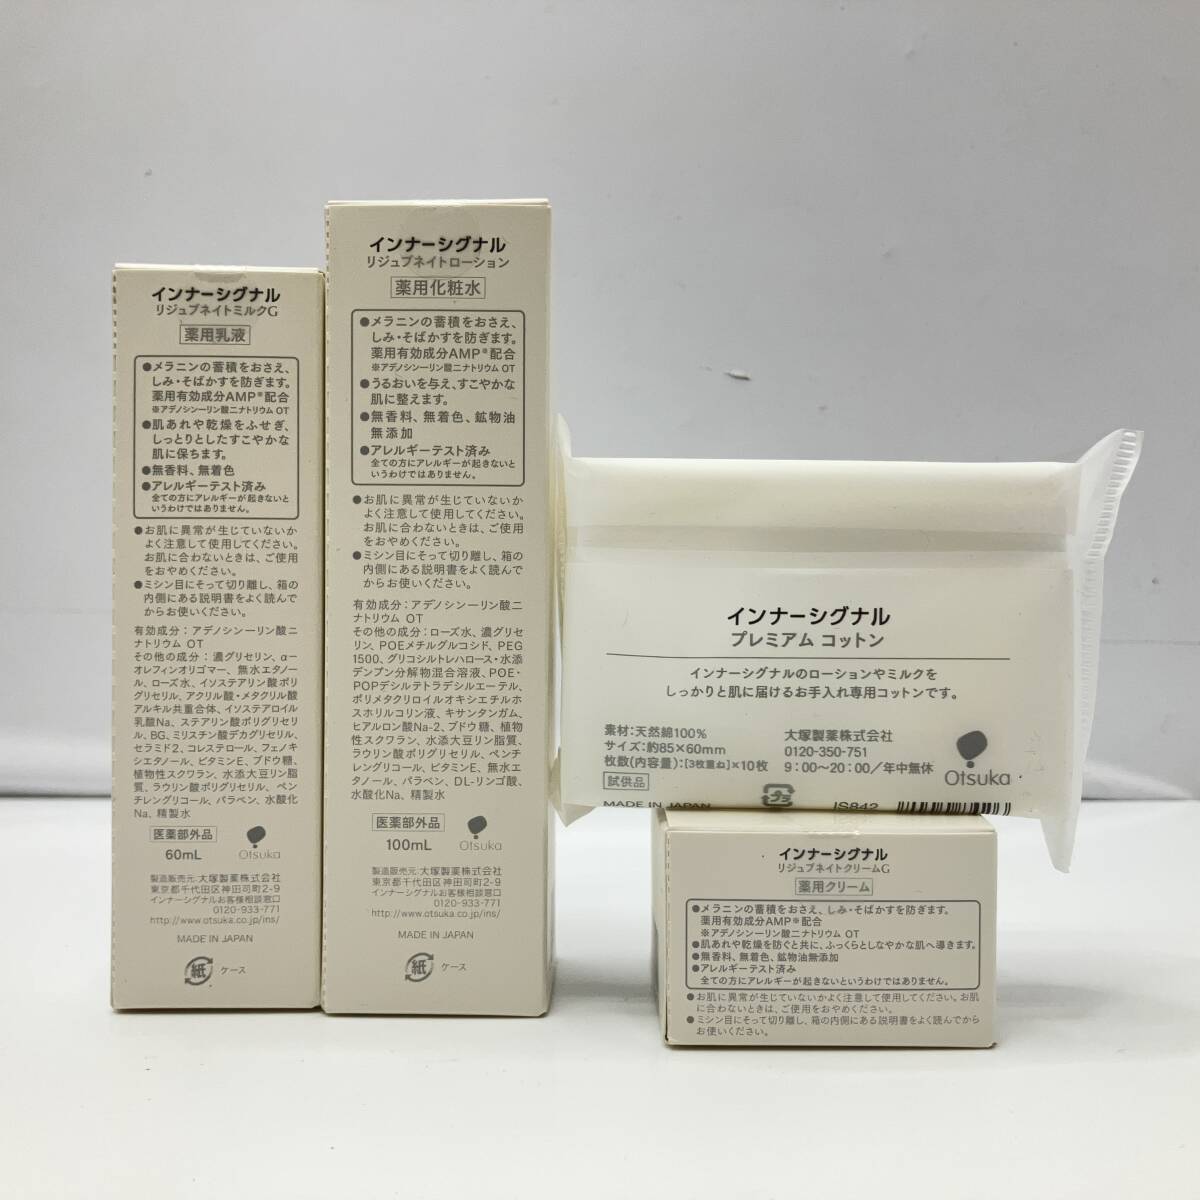 インナーシグナル
リジュブネイトミルクG
薬用乳液
●メラニンの蓄積をおさえ、
しみ・そばかすを防ぎます。
薬用有効成分AMP※配合
※アデノシン一リン酸二ナトリウム OT
●肌あれや乾燥をふせぎ、
しっとりとしたすこやかな
肌に保ちます。
●無香料、無着色
●アレルギーテスト済み
全ての方にアレルギーが起きないと
いうわけではありません。
●お肌に異常が生じていないか
よく注意して使用してください。
お肌に合わないときは、ご使用
をおやめください。
●ミシン目にそって切り離し、箱の
内側にある説明書をよく読んで
からお使いください。
有効成分：アデノシン一リン酸二
ナトリウム OT
その他の成分：濃グリセリン、α－
オレフィンオリゴマー、無水エタノー
ル、ローズ水、イソステアリン酸ポリ
グリセリル、アクリル酸・メタクリル酸
アルキル共重合体、イソステアロイル
乳酸Na、ステアリン酸ポリグリセリ
ル、BG、ミリスチン酸デカグリセリル、
セラミド2、コレステロール、フェノキ
シエタノール、ビタミンE、ブドウ糖、
植物性スクワラン、水添大豆リン脂
質、ラウリン酸ポリグリセリル、ペン
チレングリコール、パラベン、水酸化
Na、精製水
医薬部外品
60mL
Otsuka
製造販売元：大塚製薬株式会社
東京都千代田区神田司町2-9
インナーシグナルお客様相談窓口
0120-933-771
http://www.otsuka.co.jp/ins/
MADE IN JAPAN
紙 ケース
インナーシグナル
リジュブネイトローション
薬用化粧水
●メラニンの蓄積をおさえ、
しみ・そばかすを防ぎます。
薬用有効成分AMP※配合
※アデノシン一リン酸二ナトリウム OT
●うるおいを与え、すこやかな
肌に整えます。
●無香料、無着色、鉱物油
無添加
●アレルギーテスト済み
全ての方にアレルギーが起きないと
いうわけではありません。
●お肌に異常が生じていないか
よく注意して使用してください。
お肌に合わないときは、ご使用
をおやめください。
●ミシン目にそって切り離し、箱の
内側にある説明書をよく読んで
からお使いください。
有効成分：アデノシン一リン酸二
ナトリウム OT
その他の成分：ローズ水、濃グリセ
リン、POEメチルグルコシド、PEG
1500、グリコシルトレハロース・水添
デンプン分解物混合溶液、POE・
POPデシルテトラデシルエーテル、
ポリメタクリロイルオキシエチルホ
スホリルコリン液、キサンタンガム、
ヒアルロン酸Na-2、ブドウ糖、植物
性スクワラン、水添大豆リン脂質、
ラウリン酸ポリグリセリル、ペンチ
レングリコール、ビタミンE、無水エ
タノール、パラベン、DL-リンゴ酸、
水酸化Na、精製水
医薬部外品
100mL
Otsuka
製造販売元：大塚製薬株式会社
東京都千代田区神田司町2-9
インナーシグナルお客様相談窓口
0120-933-771
http://www.otsuka.co.jp/ins/
MADE IN JAPAN
紙 ケース
インナーシグナル
プレミアム コットン
インナーシグナルのローションやミルクを
しっかりと肌に届けるお手入れ専用コットンです。
素材：天然綿100%
サイズ：約85×60mm
枚数(内容量)：[3枚重ね]×10枚
試供品
MADE IN JAPAN
大塚製薬株式会社
0120-350-751
9：00～20：00／年中無休
プラ
IS842
Otsuka
インナーシグナル
リジュブネイトクリームG
薬用クリーム
●メラニンの蓄積をおさえ、しみ・そばかすを防ぎます。
薬用有効成分AMP※配合
※アデノシン一リン酸二ナトリウム OT
●肌あれや乾燥を防ぐと共に、ふっくらとしなやかな肌へ導きます。
●無香料、無着色、鉱物油無添加
●アレルギーテスト済み
全ての方にアレルギーが起きないというわけではありません。
●お肌に異常が生じていないかよく注意して使用してください。お肌
に合わないときは、ご使用をおやめください。
●ミシン目にそって切り離し、箱の内側にある説明書をよく読んでから
お使いください。